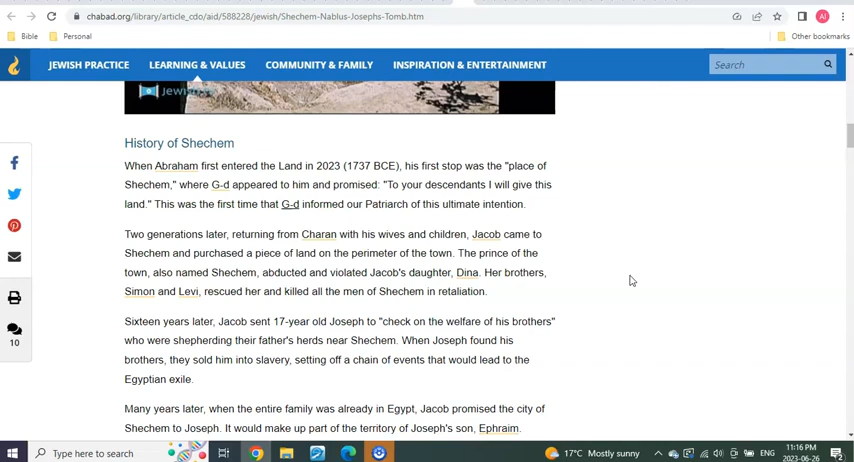 chabad.org/library/article_cdo/aid/588228/jewish/Shechem-Nablus-Josephs-Tomb.htm
AI
Bible Personal Other bookmarks
JEWISH PRACTICE LEARNING & VALUES COMMUNITY & FAMILY INSPIRATION & ENTERTAINMENT Search
History of Shechem
When Abraham first entered the Land in 2023 (1737 BCE), his first stop was the "place of
Shechem," where G-d appeared to him and promised: "To your descendants I will give this
land." This was the first time that G-d informed our Patriarch of this ultimate intention.
Two generations later, returning from Charan with his wives and children, Jacob came to
Shechem and purchased a piece of land on the perimeter of the town. The prince of the
town, also named Shechem, abducted and violated Jacob's daughter, Dina. Her brothers,
Simon and Levi, rescued her and killed all the men of Shechem in retaliation.
Sixteen years later, Jacob sent 17-year old Joseph to "check on the welfare of his brothers"
who were shepherding their father's herds near Shechem. When Joseph found his
10
brothers, they sold him into slavery, setting off a chain of events that would lead to the
Egyptian exile.
Many years later, when the entire family was already in Egypt, Jacob promised the city of
Shechem to Joseph. It would make up part of the territory of Joseph's son, Ephraim.
Type here to search 17°C Mostly sunny ENG 11:16 PM
2023-06-26 2